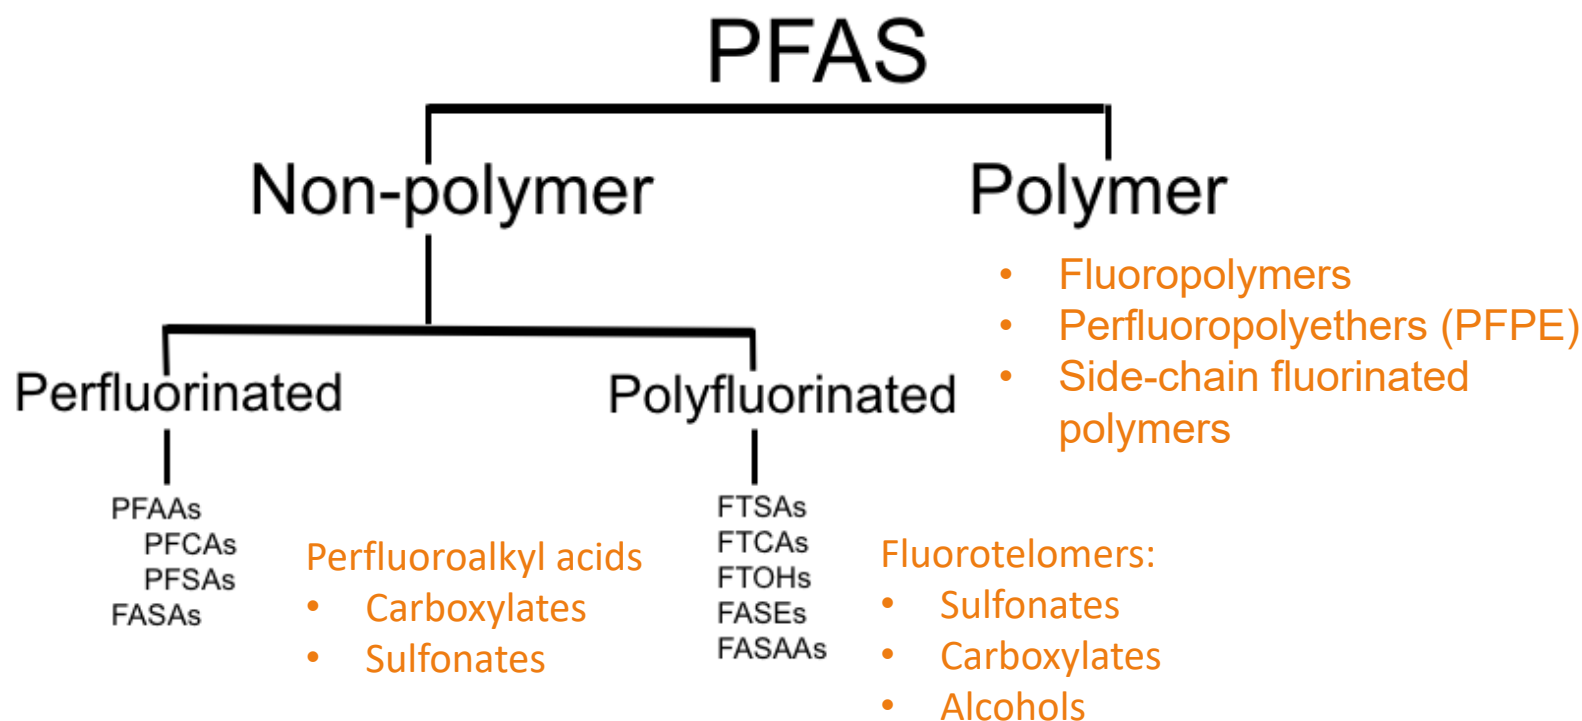 PFAS
Non-polymer
Polymer
• Fluoropolymers
• Perfluoropolyethers (PFPE)
• Side-chain fluorinated
polymers
Perfluorinated
Polyfluorinated
PFAAs
PFCAs
PFSAs
FASAs
Perfluoroalkyl acids
• Carboxylates
• Sulfonates
FTSAs
FTCAs
FTOHs
FASEs
FASAAs
Fluorotelomers:
• Sulfonates
• Carboxylates
• Alcohols